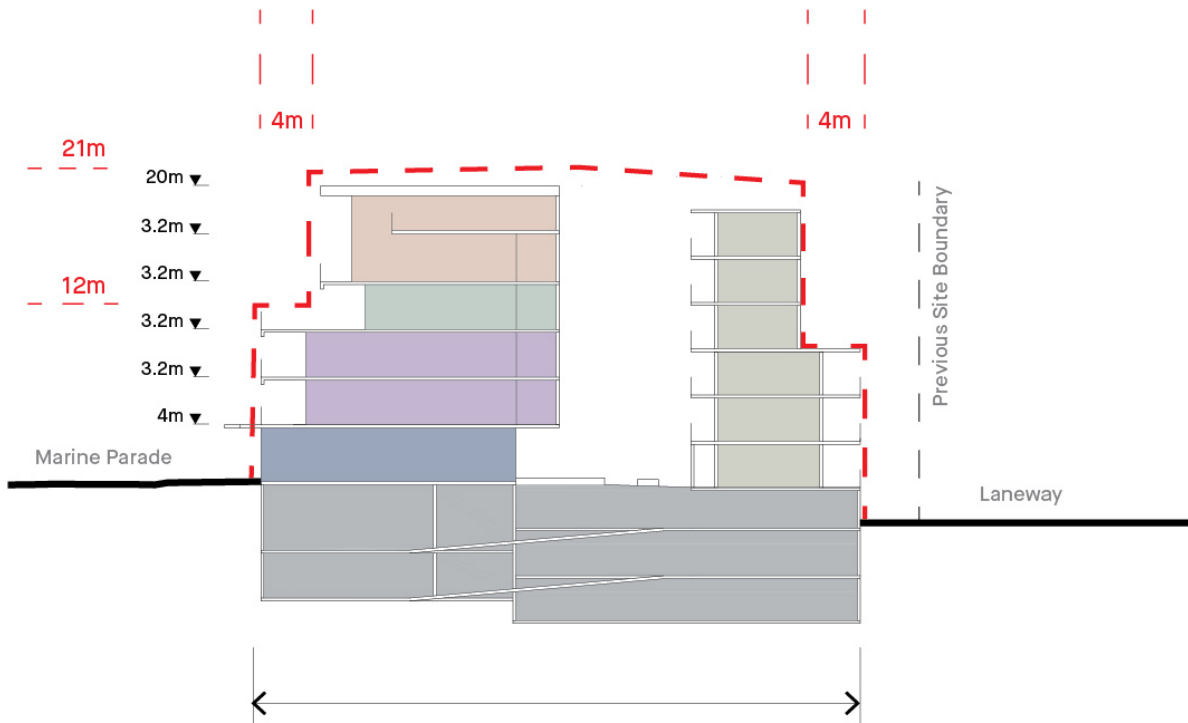 4m
4m
21m
20m
3.2m
3.2m
12m
3.2m
3.2m
4m
Marine Parade
Previous Site Boundary
Laneway